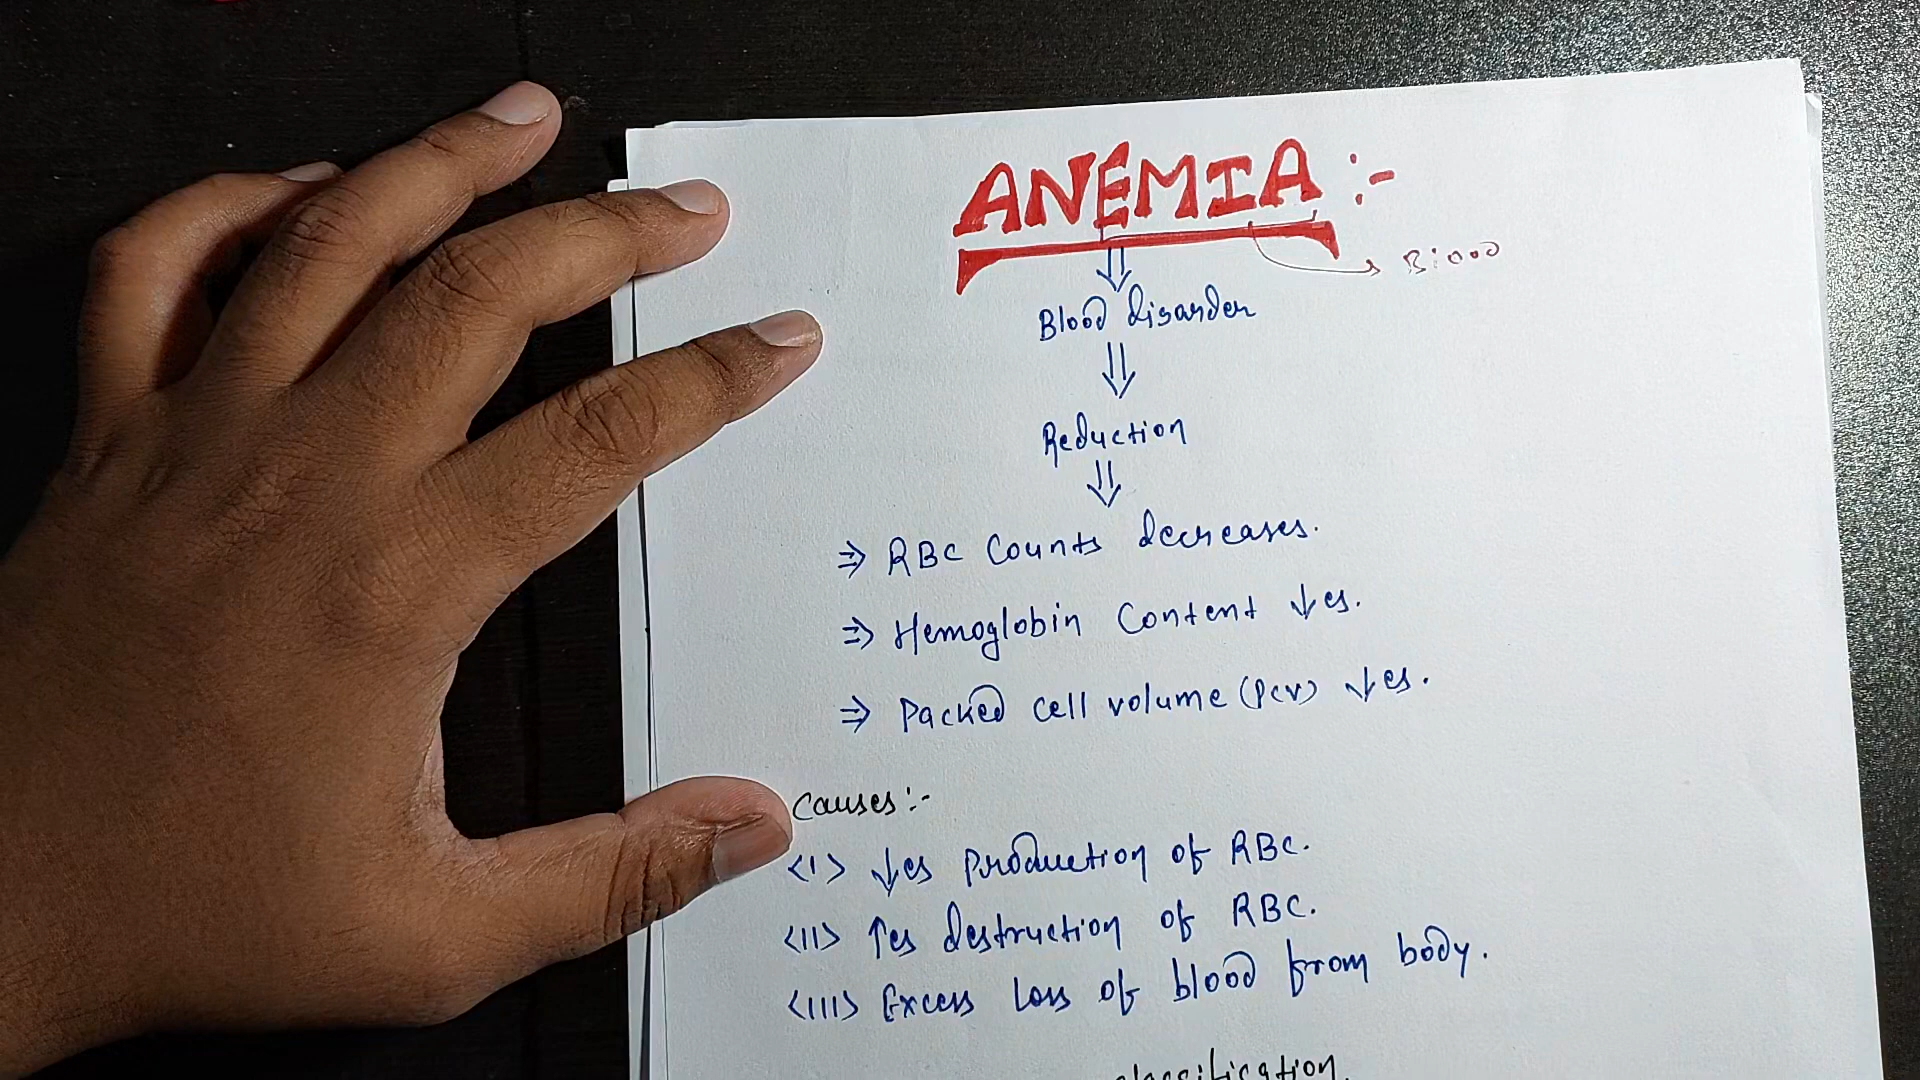 ANEMIA :-
Blood
Blood disorder
⇓
Reduction
⇓
⇒ RBC Counts decreases.
⇒ Hemoglobin Content ↓es.
⇒ Packed cell volume (PCV) ↓es.
Causes :-
<I> ↓es Production of RBC.
<II> ↑es destruction of RBC.
<III> Excess Loss of blood from body.
classification.